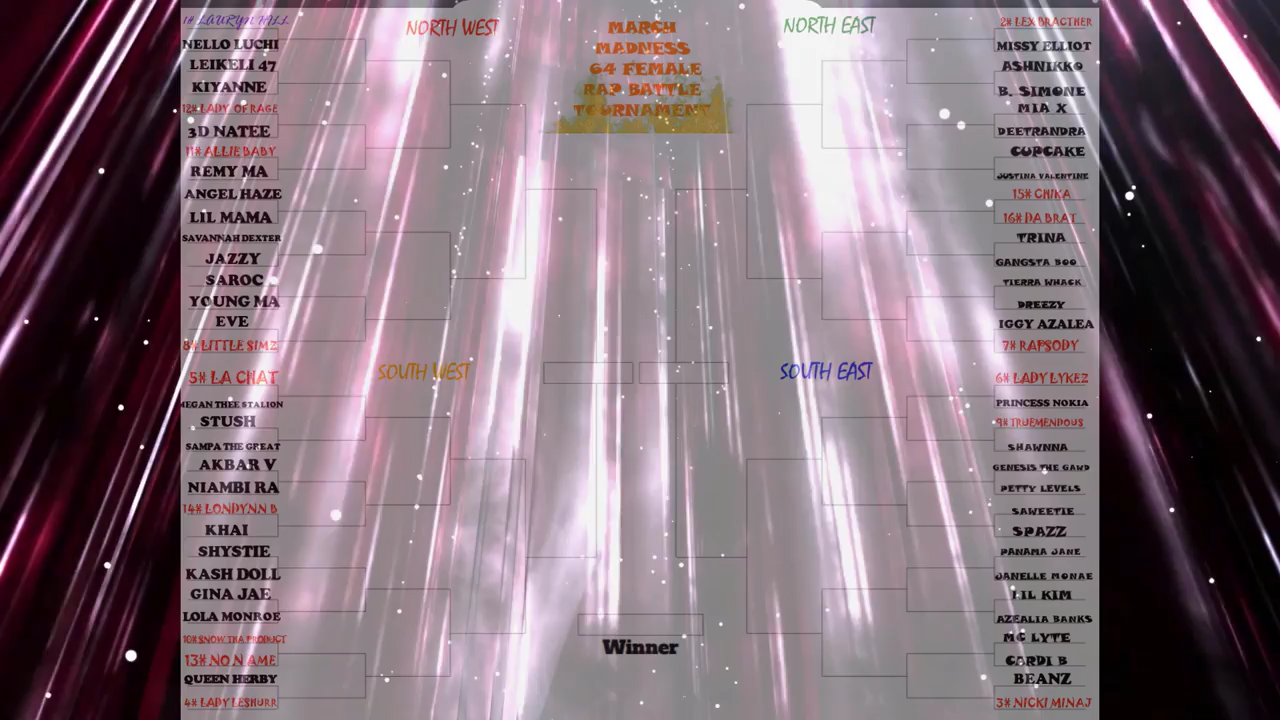 MARCH
MADNESS
64 FEMALE
RAP BATTLE
TOURNAMENT
NORTH WEST
1# LAURYN HILL
NELLO LUCHI
LEIKELI 47
KIYANNE
12# LADY OF RAGE
3D NATEE
11# ALLIE BABY
REMY MA
ANGEL HAZE
LIL MAMA
SAVANNAH DEXTER
JAZZY
SAROC
YOUNG MA
EVE
8# LITTLE SIMZ
SOUTH WEST
5# LA CHAT
MEGAN THEE STALION
STUSH
SAMPA THE GREAT
AKBAR V
NIAMBI RA
14# LONDYNN B
KHAI
SHYSTIE
KASH DOLL
GINA JAE
LOLA MONROE
10# SNOW THA PRODUCT
13# NO N AME
QUEEN HERBY
4# LADY LESHURR
NORTH EAST
2# LEX BRAGTHER
MISSY ELLIOT
ASHNIKKO
B. SIMONE
MIA X
DEETRANDRA
CUPCAKE
JUSTINA VALENTINE
15# CHIKA
16# DA BRAT
TRINA
GANGSTA BOO
TIERRA WHACK
DREEZY
IGGY AZALEA
7# RAPSODY
SOUTH EAST
6# LADY LYKEZ
PRINCESS NOKIA
9# TRUEMENDOUS
SHAWNNA
GENESIS THE GAWD
PETTY LEVELS
SAWEETIE
SPAZZ
PANAMA JANE
DANELLE MONAE
LIL KIM
AZEALIA BANKS
MC LYTE
CARDI B
BEANZ
3# NICKI MINAJ
Winner